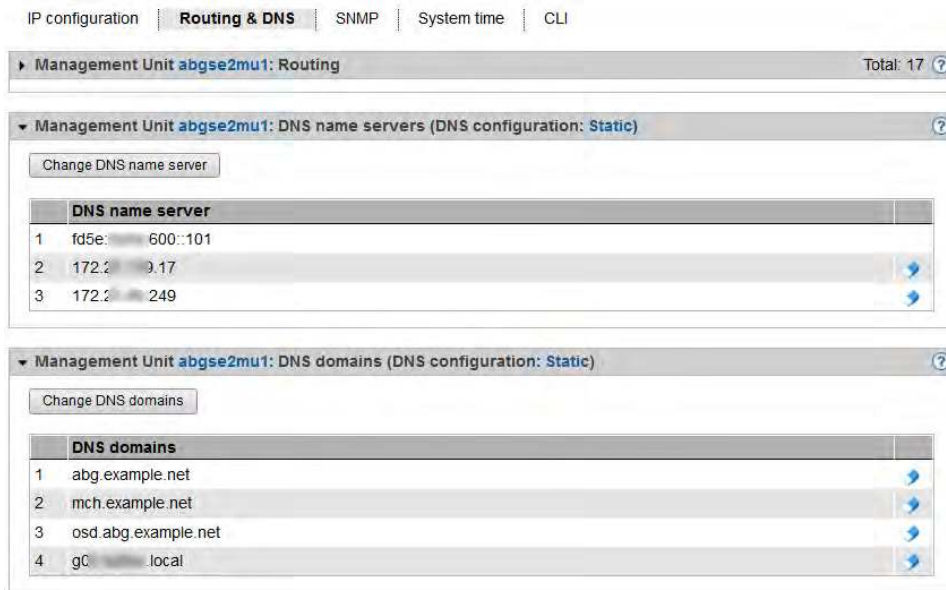 IP configuration Routing & DNS SNMP System time CLI
Management Unit abgse2mu1: Routing Total: 17 ?
Management Unit abgse2mu1: DNS name servers (DNS configuration: Static) ?
Change DNS name server
DNS name server
1 fd5e: 600::101
2 172.2 9.17
3 172.2 249
Management Unit abgse2mu1: DNS domains (DNS configuration: Static) ?
Change DNS domains
DNS domains
1 abg.example.net
2 mch.example.net
3 osd.abg.example.net
4 g0 .local